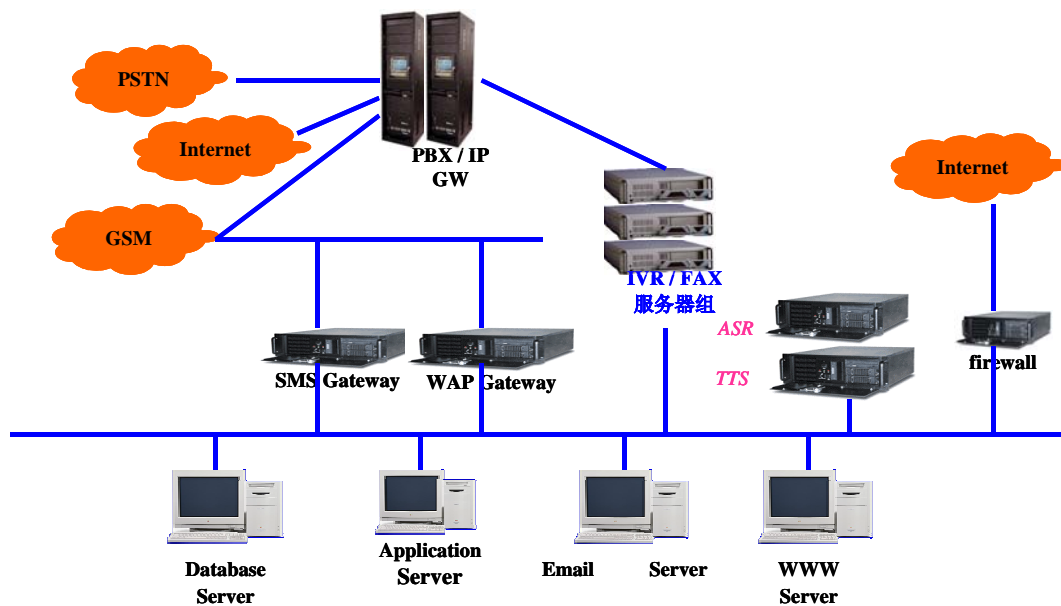 PSTN
Internet
PBX / IP
GW
Internet
GSM
IVR / FAX
服务器组
ASR
SMS Gateway
WAP Gateway
TTS
firewall
Database
Server
Application
Server
Email Server
WWW
Server